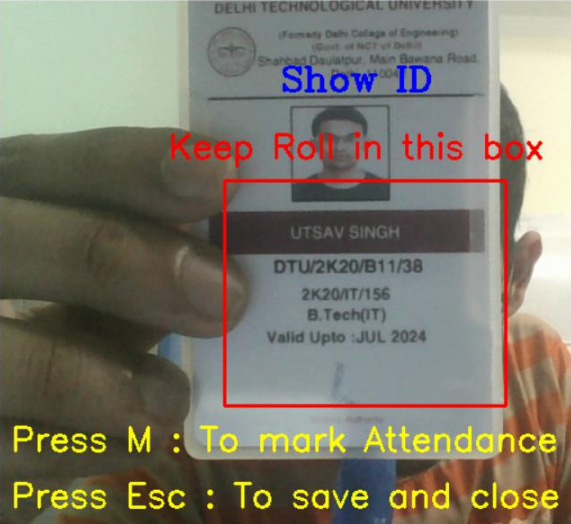 DELHI TECHNOLOGICAL UNIVERSITY
(Formerly Delhi College of Engineering)
(Govt. of NCT of Delhi)
Shahbad Daulatpur, Main Bawana Road,
Show ID
Keep Roll in this box
UTSAV SINGH
DTU/2K20/B11/38
2K20/IT/156
B.Tech(IT)
Valid Upto :JUL 2024
Press M : To mark Attendance
Press Esc : To save and close